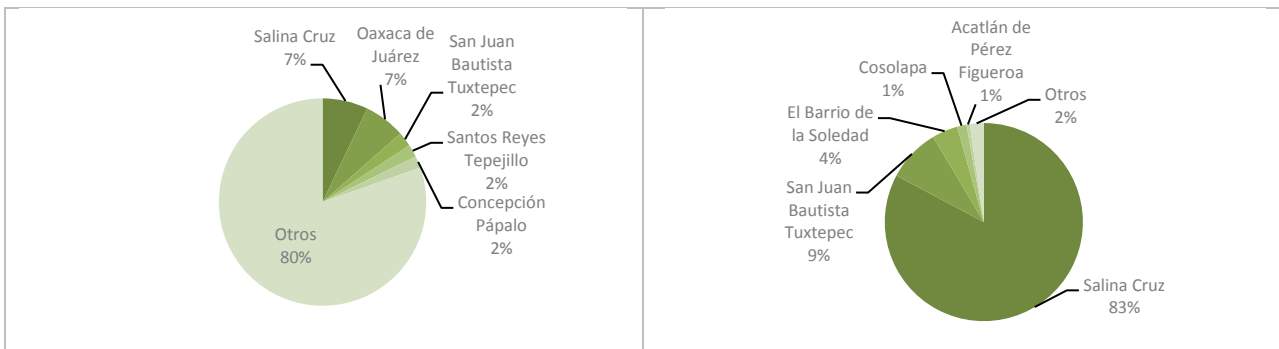 Salina Cruz
7%
Oaxaca de
Juárez
7%
San Juan
Bautista
Tuxtepec
2%
Santos Reyes
Tepejillo
2%
Concepción
Pápalo
2%
Otros
80%
Acatlán de
Pérez
Figueroa
1%
Cosolapa
1%
Otros
2%
El Barrio de
la Soledad
4%
San Juan
Bautista
Tuxtepec
9%
Salina Cruz
83%